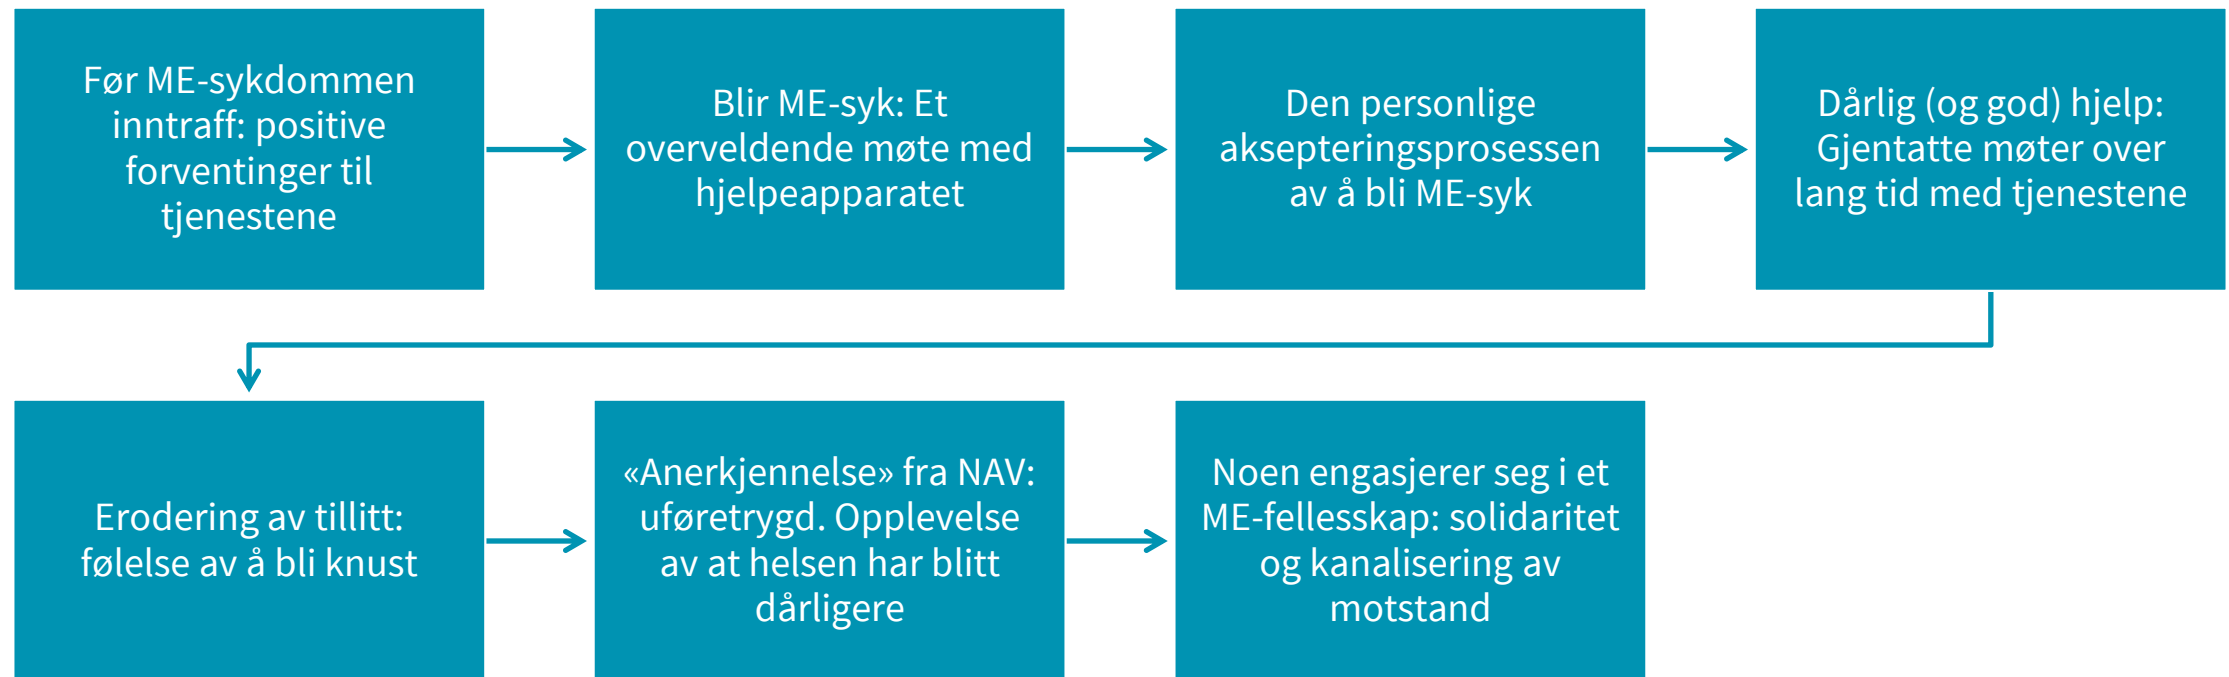 Før ME-sykdommen
inntraff: positive
forventinger til
tjenestene
Blir ME-syk: Et
overveldende møte med
hjelpeapparatet
Den personlige
aksepteringsprosessen
av å bli ME-syk
Dårlig (og god) hjelp:
Gjentatte møter over
lang tid med tjenestene
Erodering av tillitt:
følelse av å bli knust
«Anerkjennelse» fra NAV:
uføretrygd. Opplevelse
av at helsen har blitt
dårligere
Noen engasjerer seg i et
ME-fellesskap: solidaritet
og kanalisering av
motstand